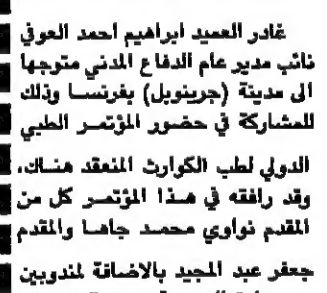 غادر العميد ابراهيم احمد العوفي
نائب مدير عام الدفاع المدني متوجها
الى مدينة (جرينوبل) بفرنسا وذلك
للمشاركة في حضور المؤتمر الطبي
الدولي لطب الكوارث المنعقد هناك،
وقد رافقه في هذا المؤتمر كل من
المقدم نواوي محمد جاها والمقدم
جعفر عبد المجيد بالاضافة لمندوبين